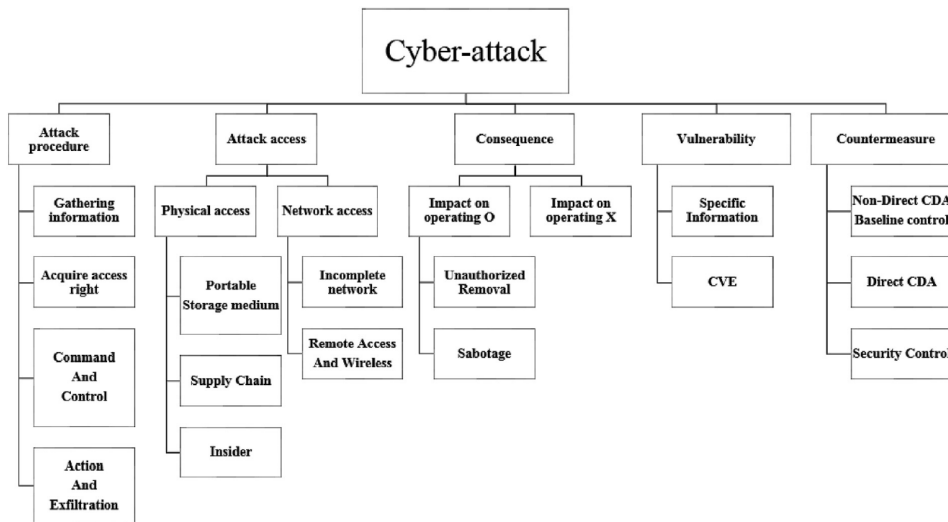 Cyber-attack
Attack
procedure
Attack access
Consequence
Vulnerability
Countermeasure
Gathering
information
Acquire access
right
Command
And
Control
Action
And
Exfiltration
Physical access
Network access
Portable
Storage medium
Supply Chain
Insider
Incomplete
network
Remote Access
And Wireless
Impact on
operating O
Impact on
operating X
Unauthorized
Removal
Sabotage
Specific
Information
CVE
Non-Direct CDA
Baseline control
Direct CDA
Security Control